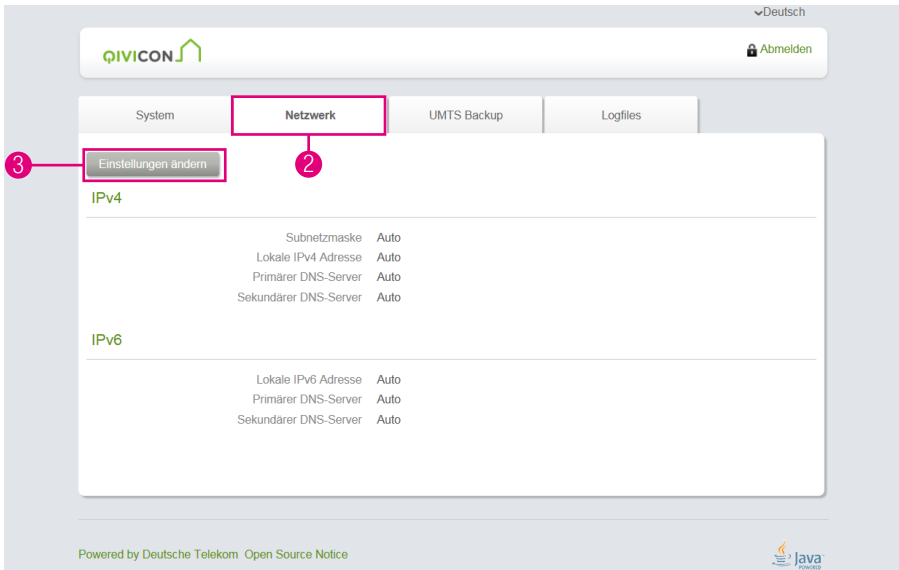 Deutsch
QIVICON
Abmelden
System
Netzwerk
UMTS Backup
Logfiles
2
3
Einstellungen ändern
IPv4
Subnetzmaske Auto
Lokale IPv4 Adresse Auto
Primärer DNS-Server Auto
Sekundärer DNS-Server Auto
IPv6
Lokale IPv6 Adresse Auto
Primärer DNS-Server Auto
Sekundärer DNS-Server Auto
Powered by Deutsche Telekom Open Source Notice
Java
POWERED